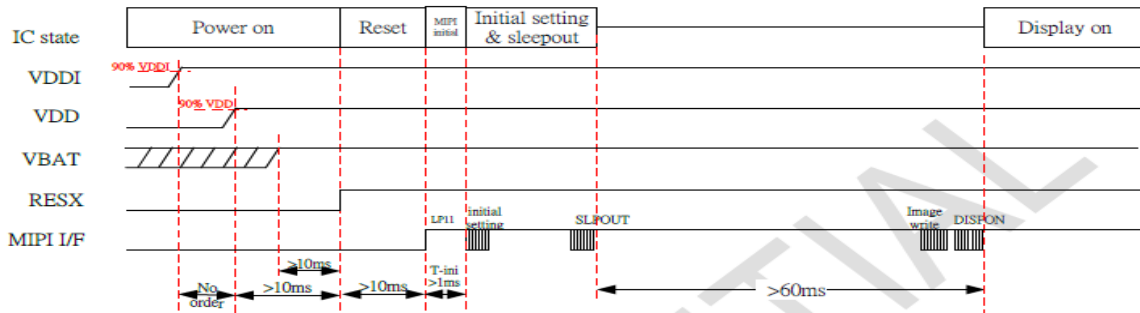 IC state
Power on
Reset
MIPI
initial
Initial setting
& sleepout
Display on
VDDI
90% VDDI
VDD
90% VDD
VBAT
RESX
MIPI I/F
LP11
initial
setting
SLPOUT
Image
write
DISPON
>10ms
No
order
>10ms
>10ms
T-ini
>1ms
>60ms